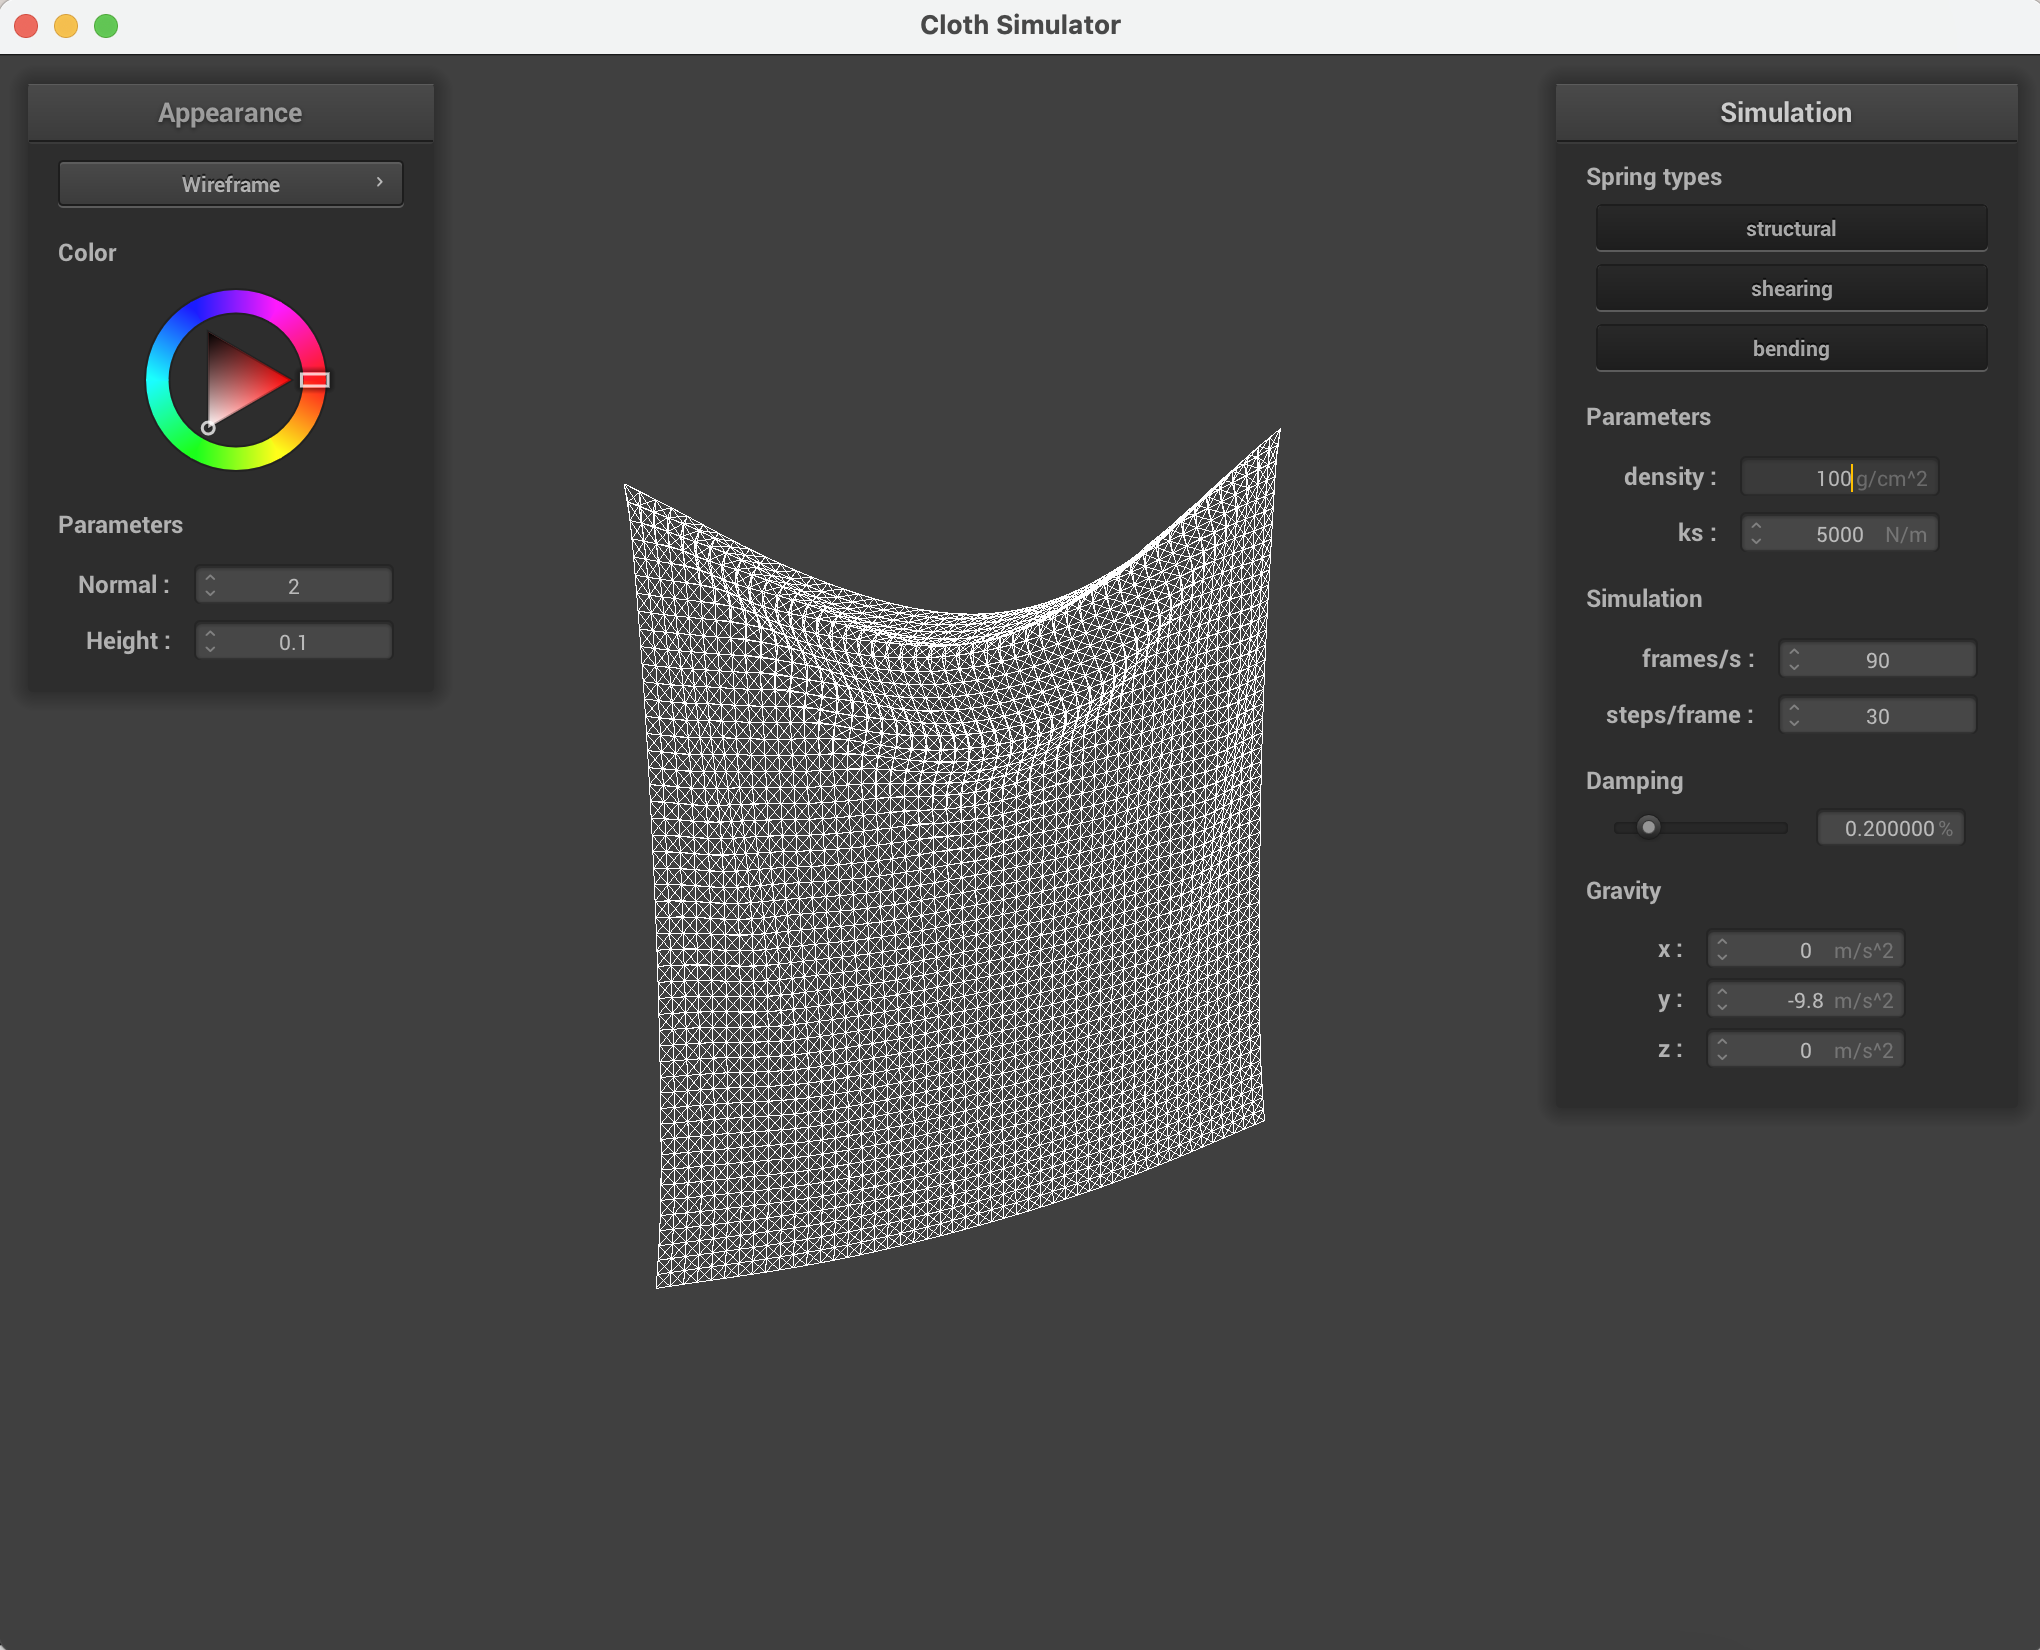 Cloth Simulator
Appearance
Wireframe
Color
Parameters
Normal : 2
Height : 0.1
Simulation
Spring types
structural
shearing
bending
Parameters
density : 100 g/cm^2
ks : 5000 N/m
Simulation
frames/s : 90
steps/frame : 30
Damping
0.200000 %
Gravity
x : 0 m/s^2
y : -9.8 m/s^2
z : 0 m/s^2